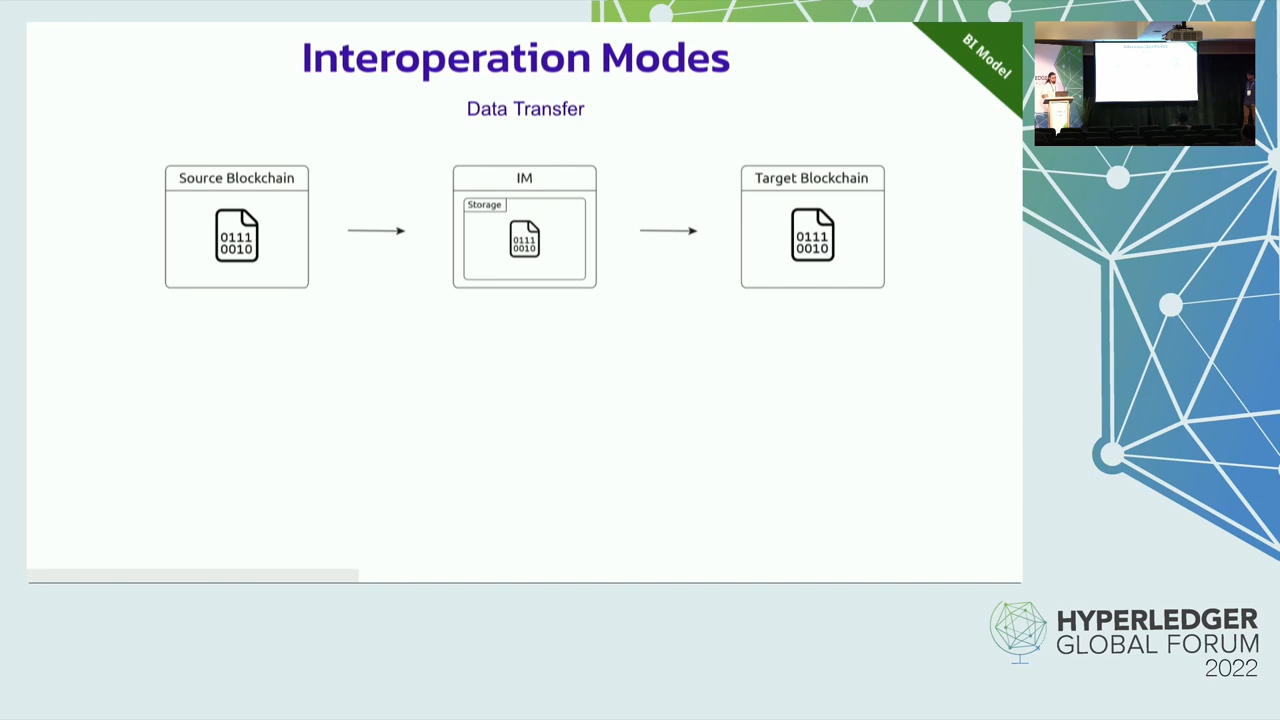 Interoperation Modes
BI Model
Data Transfer
Source Blockchain
IM
Target Blockchain
Storage
0111
0010
0111
0010
0111
0010
HYPERLEDGER
GLOBAL FORUM
2022